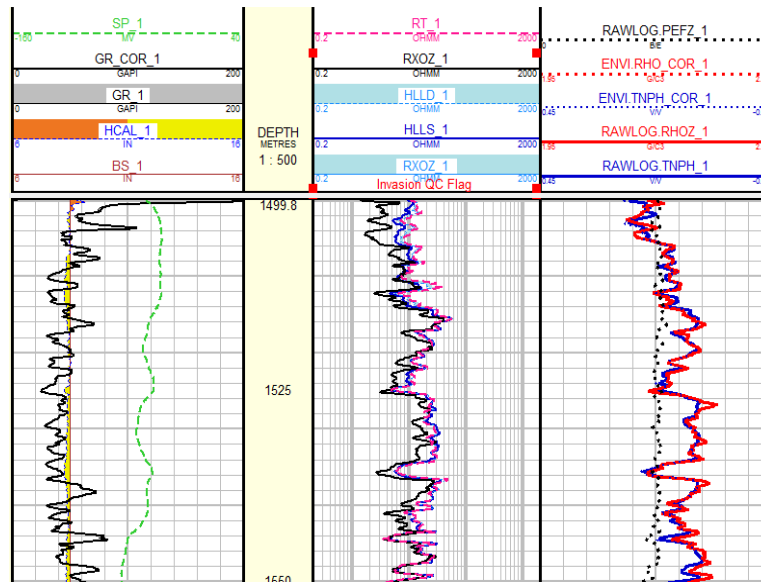 SP_1
-160 MV 40
GR_COR_1
0 GAPI 200
GR_1
0 GAPI 200
HCAL_1
6 IN 16
BS_1
6 IN 16
DEPTH
METRES
1 : 500
RT_1
0.2 OHMM 2000
RXOZ_1
0.2 OHMM 2000
HLLD_1
0.2 OHMM 2000
HLLS_1
0.2 OHMM 2000
RXOZ_1
0.2 OHMM 2000
Invasion QC Flag
RAWLOG.PEFZ_1
0 B/E
ENVI.RHO_COR_1
1.95 G/C3 2
ENVI.TNPH_COR_1
0.45 V/V -0.
RAWLOG.RHOZ_1
1.95 G/C3 2
RAWLOG.TNPH_1
0.45 V/V -0.
1499.8
1525
1550